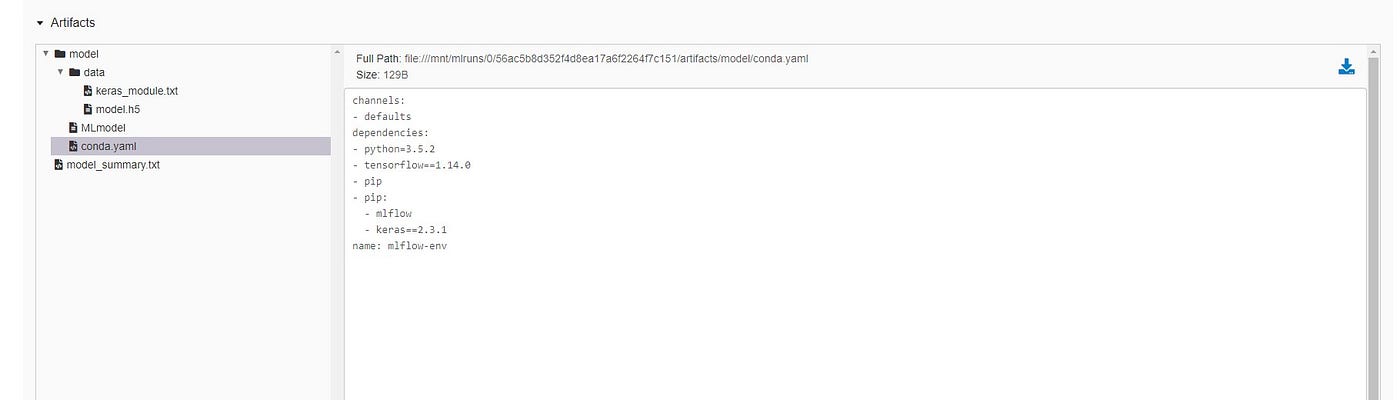 Artifacts
model
data
keras_module.txt
model.h5
MLmodel
conda.yaml
model_summary.txt
Full Path: file:///mnt/mlruns/0/56ac5b8d352f4d8ea17a6f2264f7c151/artifacts/model/conda.yaml
Size: 129B
channels:
- defaults
dependencies:
- python=3.5.2
- tensorflow==1.14.0
- pip
- pip:
  - mlflow
  - keras==2.3.1
name: mlflow-env